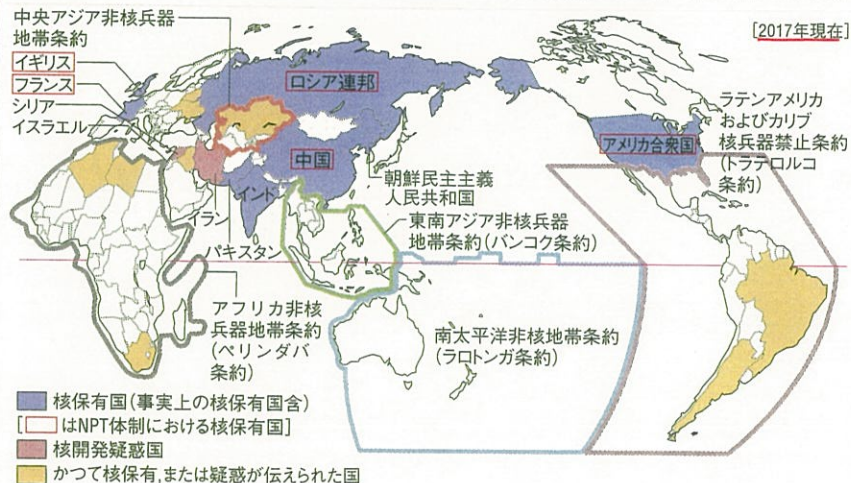 中央アジア非核兵器
地帯条約
[2017年現在]
イギリス
フランス
シリア
イスラエル
ロシア連邦
中国
インド
イラン
パキスタン
朝鮮民主主義
人民共和国
東南アジア非核兵器
地帯条約(バンコク条約)
アメリカ合衆国
ラテンアメリカ
およびカリブ
核兵器禁止条約
(トラテロルコ
条約)
アフリカ非核
兵器地帯条約
(ペリンダバ
条約)
南太平洋非核地帯条約
(ラロトンガ条約)
核保有国(事実上の核保有国含)
[ はNPT体制における核保有国]
核開発疑惑国
かつて核保有,または疑惑が伝えられた国